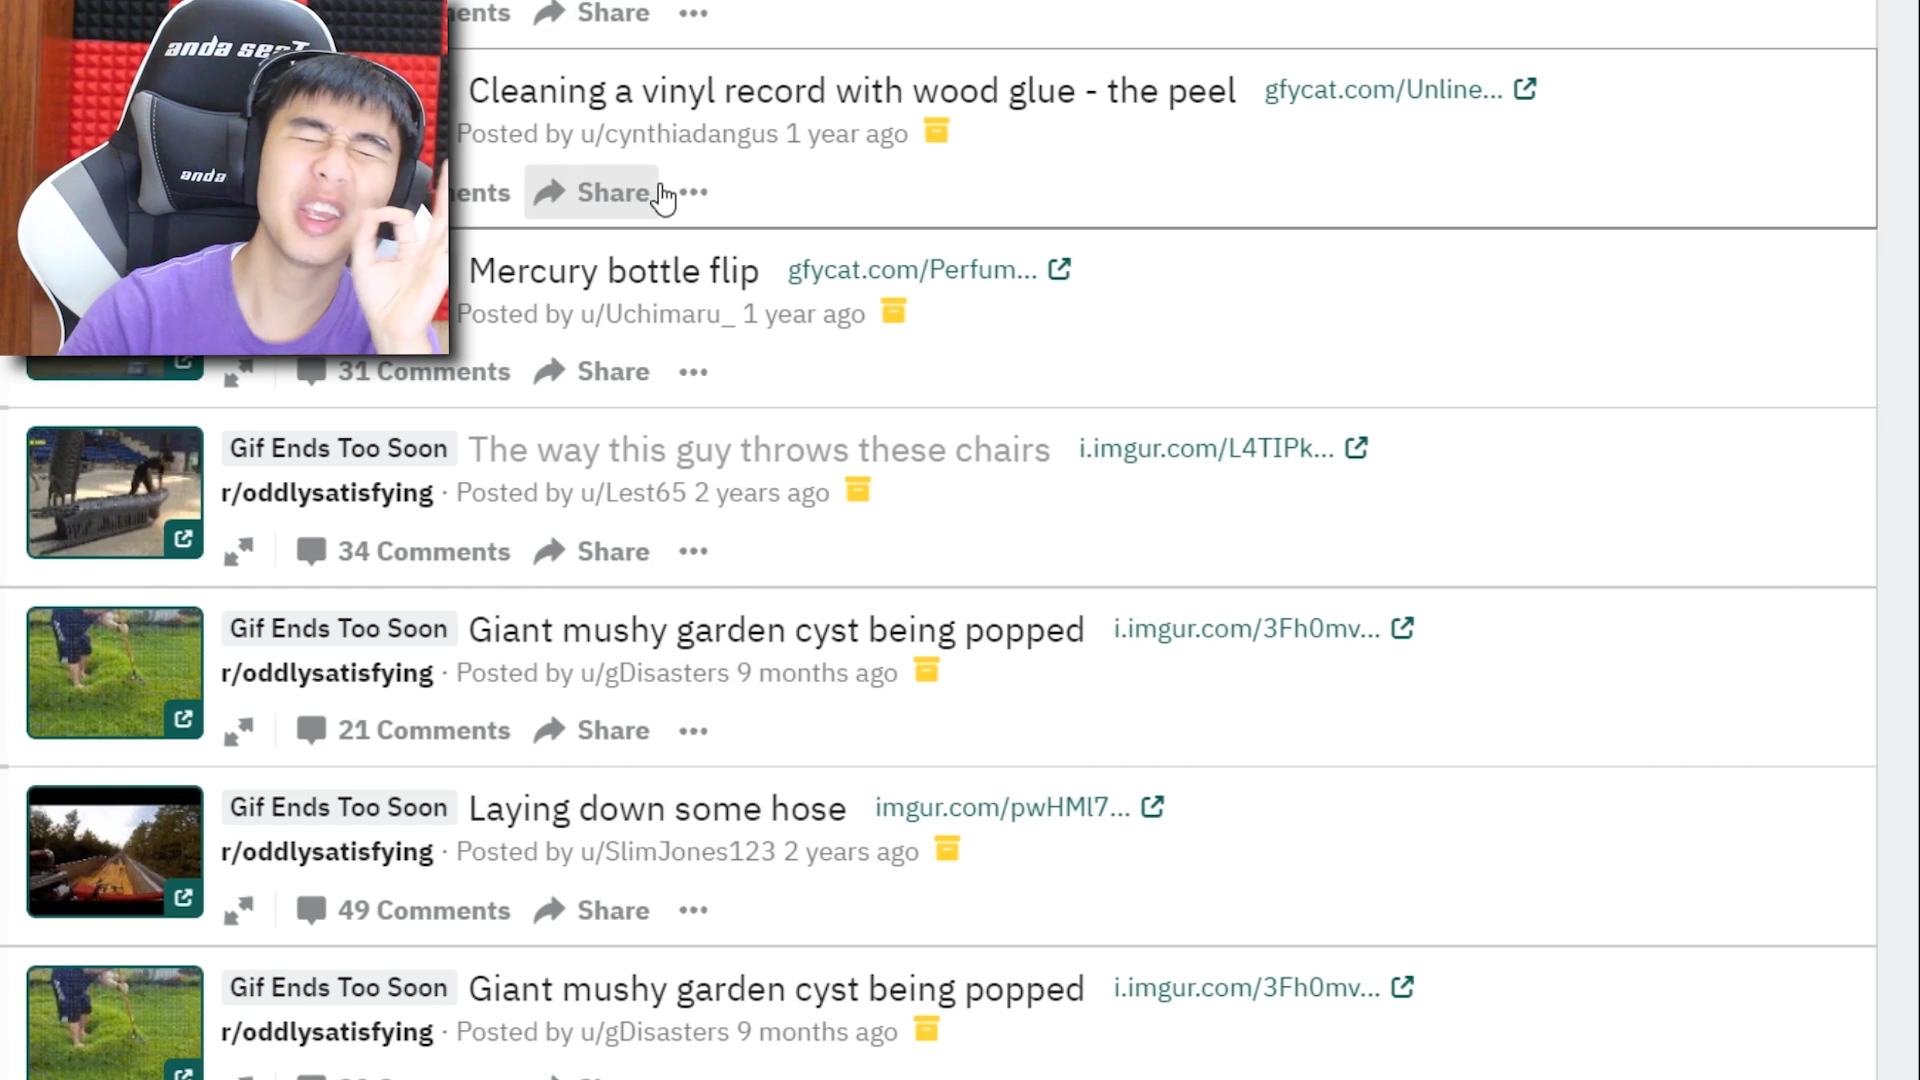 ents Share
anda seaT
anda
Cleaning a vinyl record with wood glue - the peel gfycat.com/Unline...
Posted by u/cynthiadangus 1 year ago
ents Share
Mercury bottle flip gfycat.com/Perfum...
Posted by u/Uchimaru_ 1 year ago
31 Comments Share
Gif Ends Too Soon The way this guy throws these chairs i.imgur.com/L4TIPk...
r/oddlysatisfying · Posted by u/Lest65 2 years ago
34 Comments Share
Gif Ends Too Soon Giant mushy garden cyst being popped i.imgur.com/3Fh0mv...
r/oddlysatisfying · Posted by u/gDisasters 9 months ago
21 Comments Share
Gif Ends Too Soon Laying down some hose imgur.com/pwHMl7...
r/oddlysatisfying · Posted by u/SlimJones123 2 years ago
49 Comments Share
Gif Ends Too Soon Giant mushy garden cyst being popped i.imgur.com/3Fh0mv...
r/oddlysatisfying · Posted by u/gDisasters 9 months ago